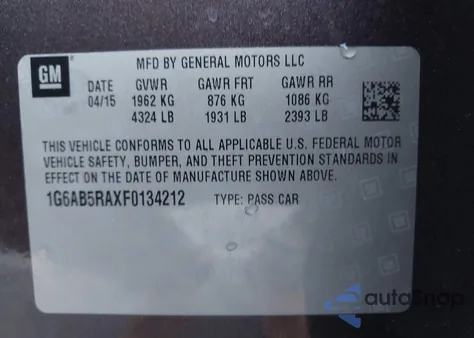 GM
MFD BY GENERAL MOTORS LLC
DATE GVWR GAWR FRT GAWR RR
04/15 1962 KG 876 KG 1086 KG
4324 LB 1931 LB 2393 LB
THIS VEHICLE CONFORMS TO ALL APPLICABLE U.S. FEDERAL MOTOR
VEHICLE SAFETY, BUMPER, AND THEFT PREVENTION STANDARDS IN
EFFECT ON THE DATE OF MANUFACTURE SHOWN ABOVE.
1G6AB5RAXF0134212 TYPE: PASS CAR
autoSnap